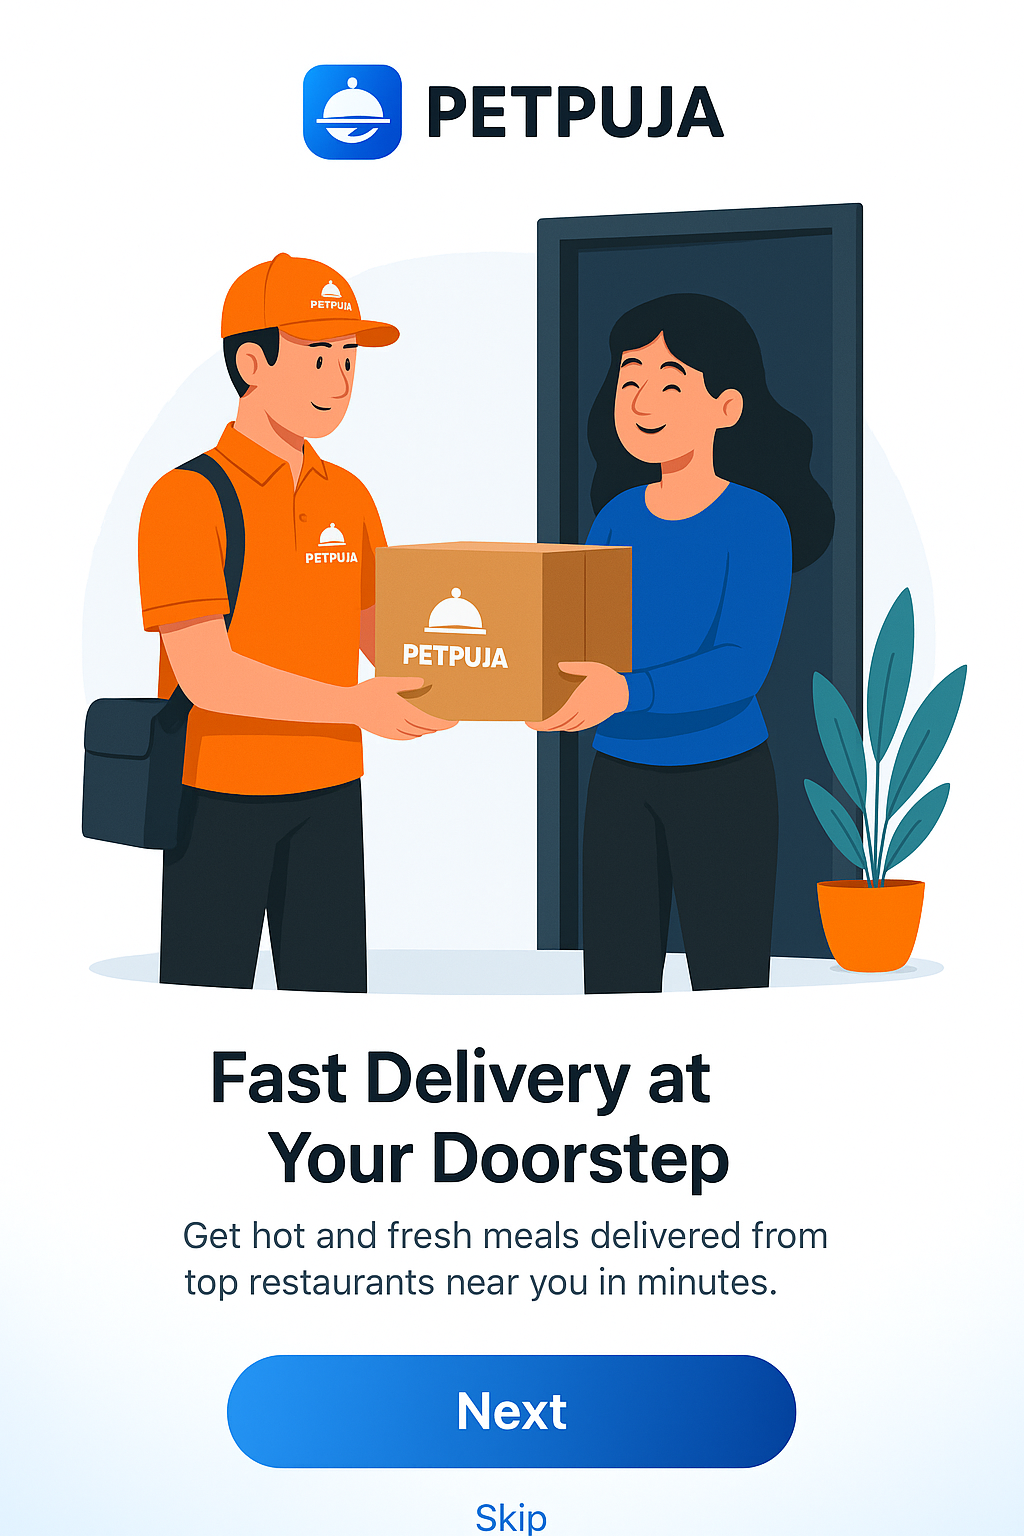 PETPUJA
PETPUJA
PETPUJA
PETPUJA
Fast Delivery at
Your Doorstep
Get hot and fresh meals delivered from
top restaurants near you in minutes.
Next
Skip